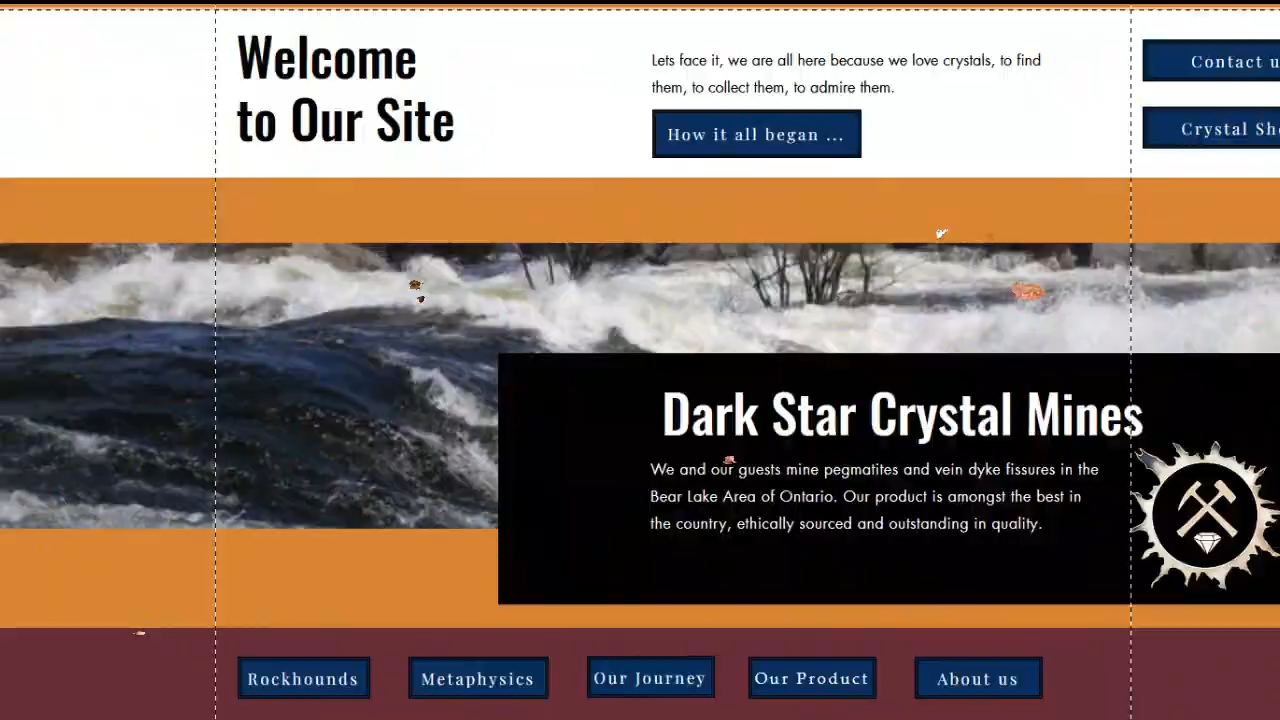 Welcome
to Our Site
Lets face it, we are all here because we love crystals, to find
them, to collect them, to admire them.
How it all began ...
Contact u
Crystal Sh
Dark Star Crystal Mines
We and our guests mine pegmatites and vein dyke fissures in the
Bear Lake Area of Ontario. Our product is amongst the best in
the country, ethically sourced and outstanding in quality.
Rockhounds
Metaphysics
Our Journey
Our Product
About us